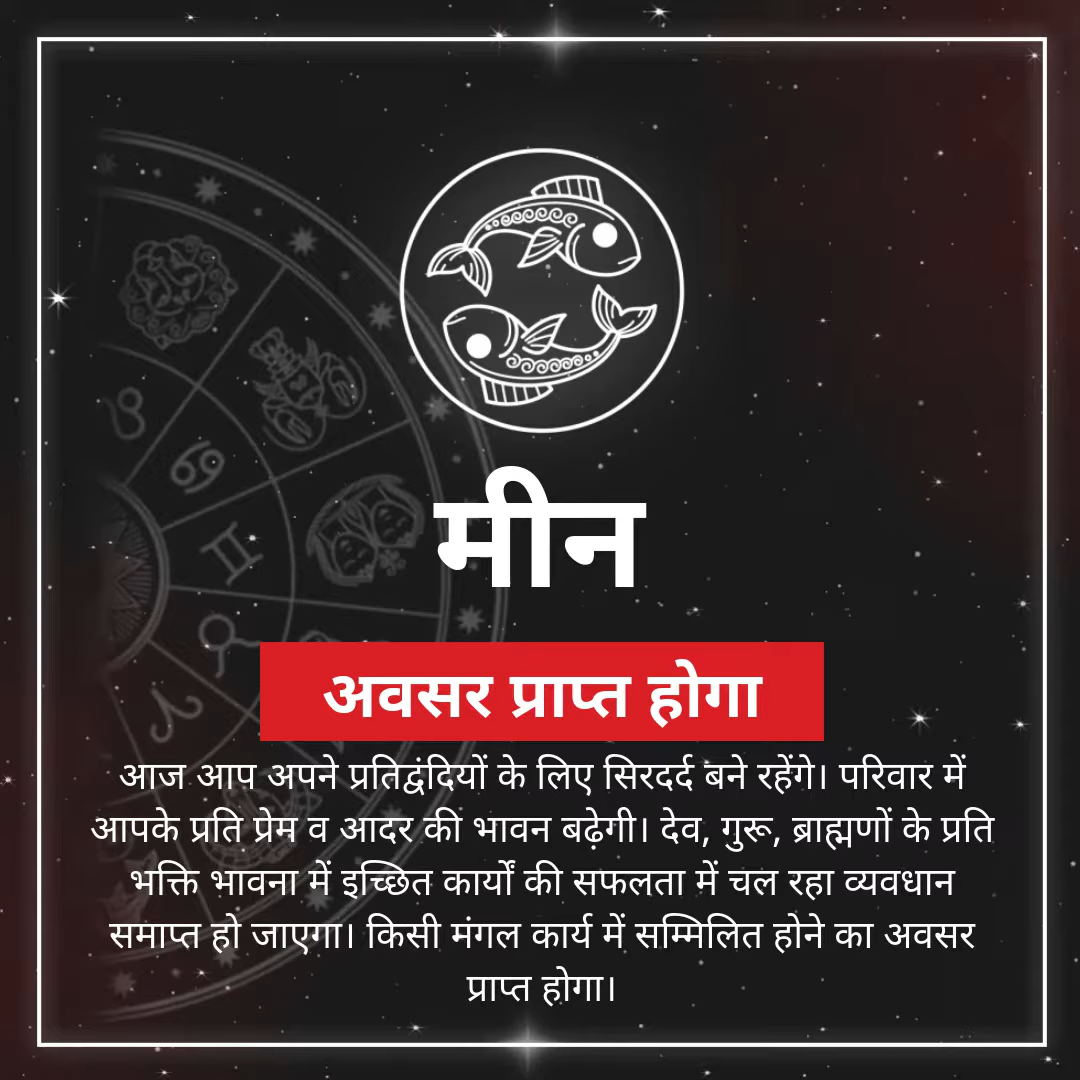 मीन
अवसर प्राप्त होगा
आज आप अपने प्रतिद्वंदियों के लिए सिरदर्द बने रहेंगे। परिवार में
आपके प्रति प्रेम व आदर की भावन बढ़ेगी। देव, गुरू, ब्राह्मणों के प्रति
भक्ति भावना में इच्छित कार्यों की सफलता में चल रहा व्यवधान
समाप्त हो जाएगा। किसी मंगल कार्य में सम्मिलित होने का अवसर
प्राप्त होगा।